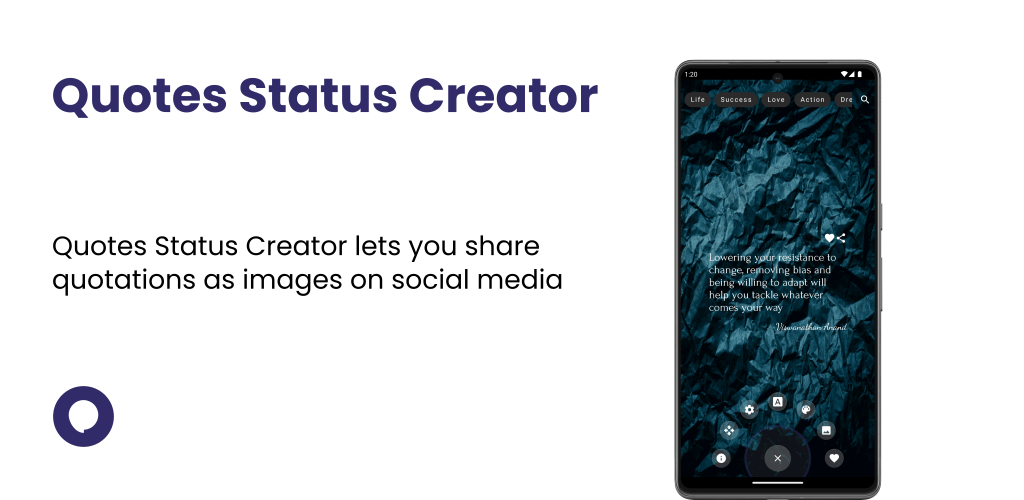 Quotes Status Creator
Quotes Status Creator lets you share
quotations as images on social media
1:20
Life Success Love Action Dre
Lowering your resistance to
change, removing bias and
being willing to adapt will
help you tackle whatever
comes your way
-Viswanathan Anand
A